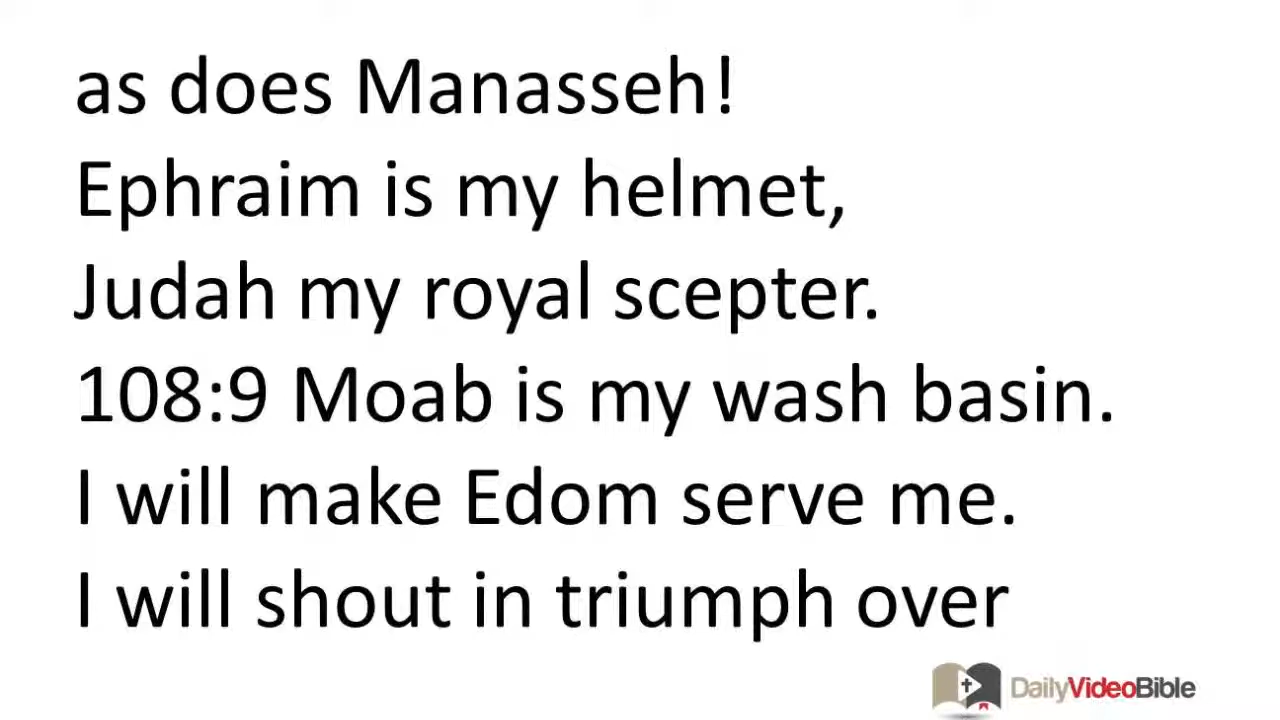 as does Manasseh!
Ephraim is my helmet,
Judah my royal scepter.
108:9 Moab is my wash basin.
I will make Edom serve me.
I will shout in triumph over
DailyVideoBible